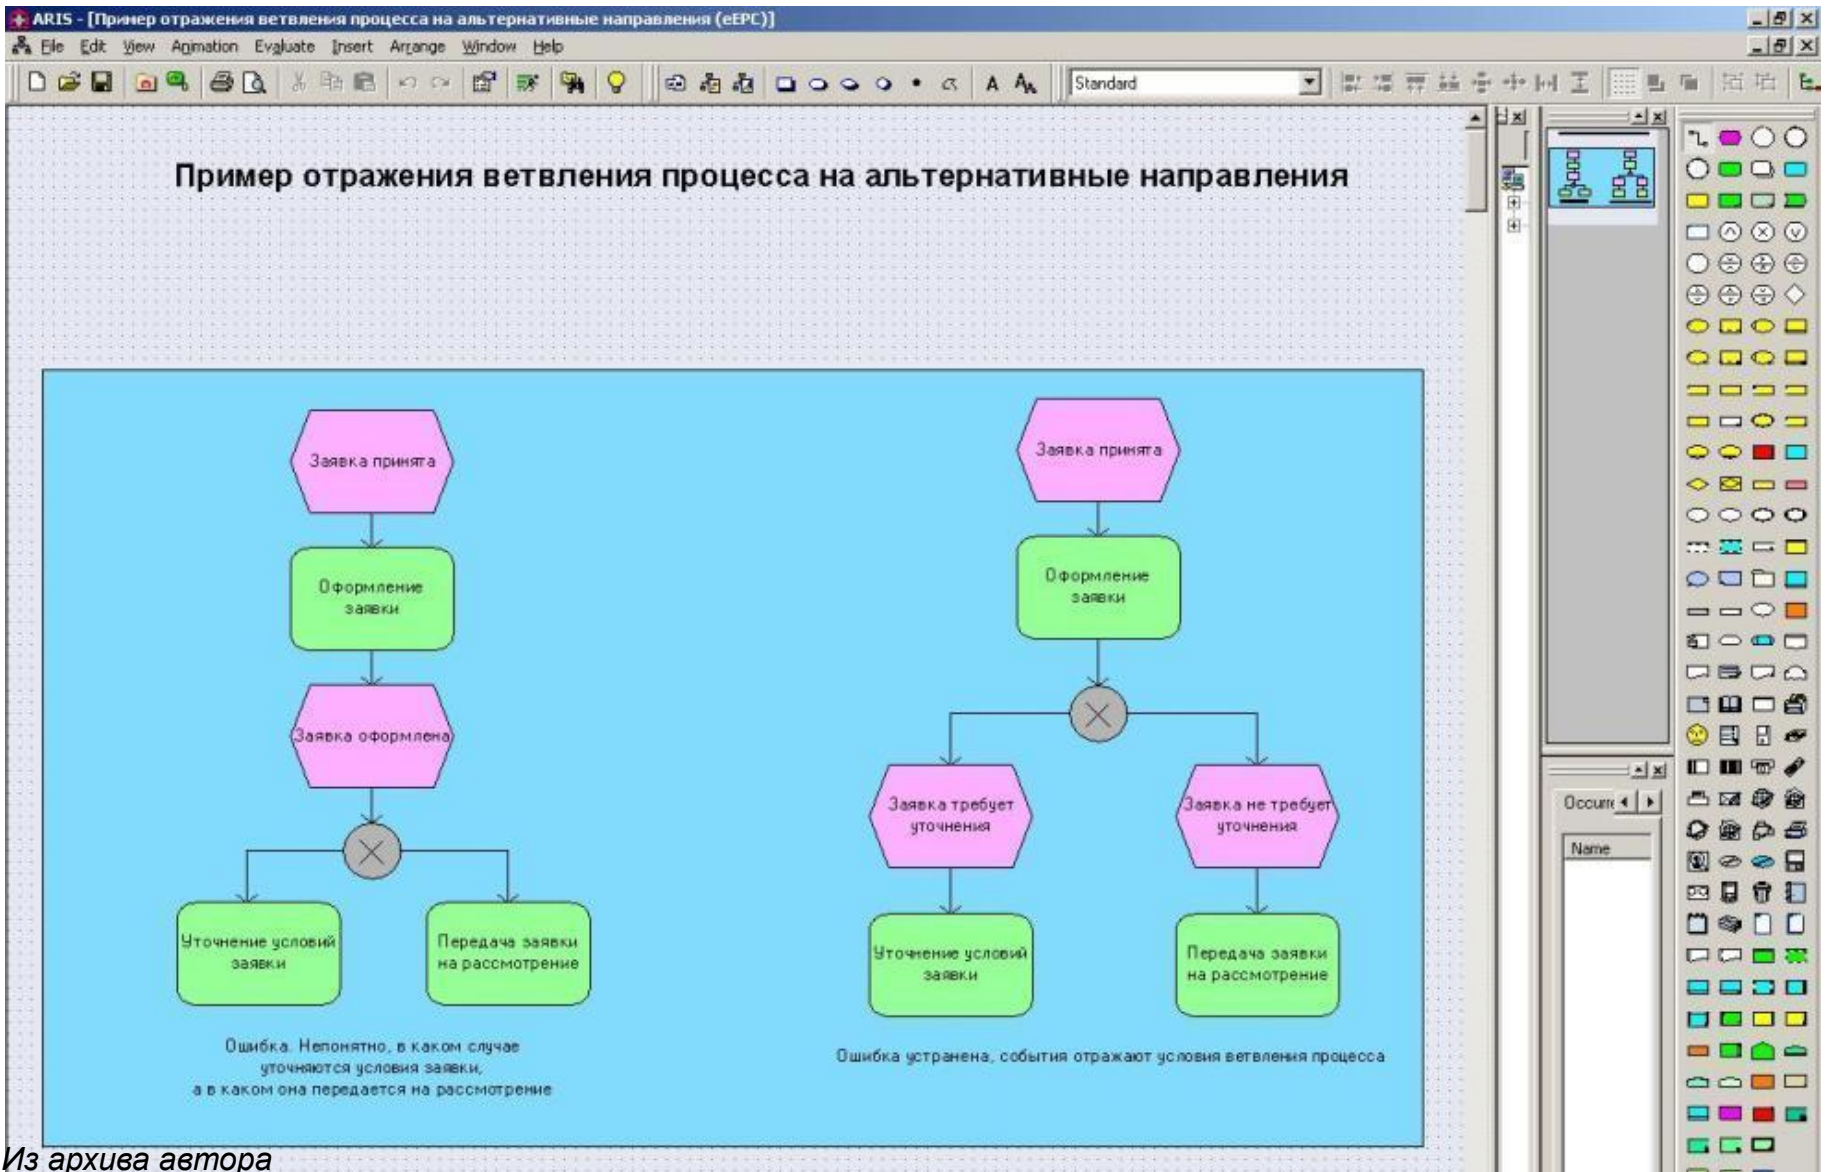 ARIS - [Пример отражения ветвления процесса на альтернативные направления (eEPC)]
File Edit View Animation Evaluate Insert Arrange Window Help
A
Standard
Пример отражения ветвления процесса на альтернативные направления
Заявка принята
Оформление
заявки
Заявка оформлена
Уточнение условий
заявки
Передача заявки
на рассмотрение
Ошибка. Непонятно, в каком случае
уточняются условия заявки,
а в каком она передается на рассмотрение
Заявка принята
Оформление
заявки
Заявка требует
уточнения
Заявка не требует
уточнения
Уточнение условий
заявки
Передача заявки
на рассмотрение
Ошибка устранена, события отражают условия ветвления процесса
Occurre
Name
Из архива автора